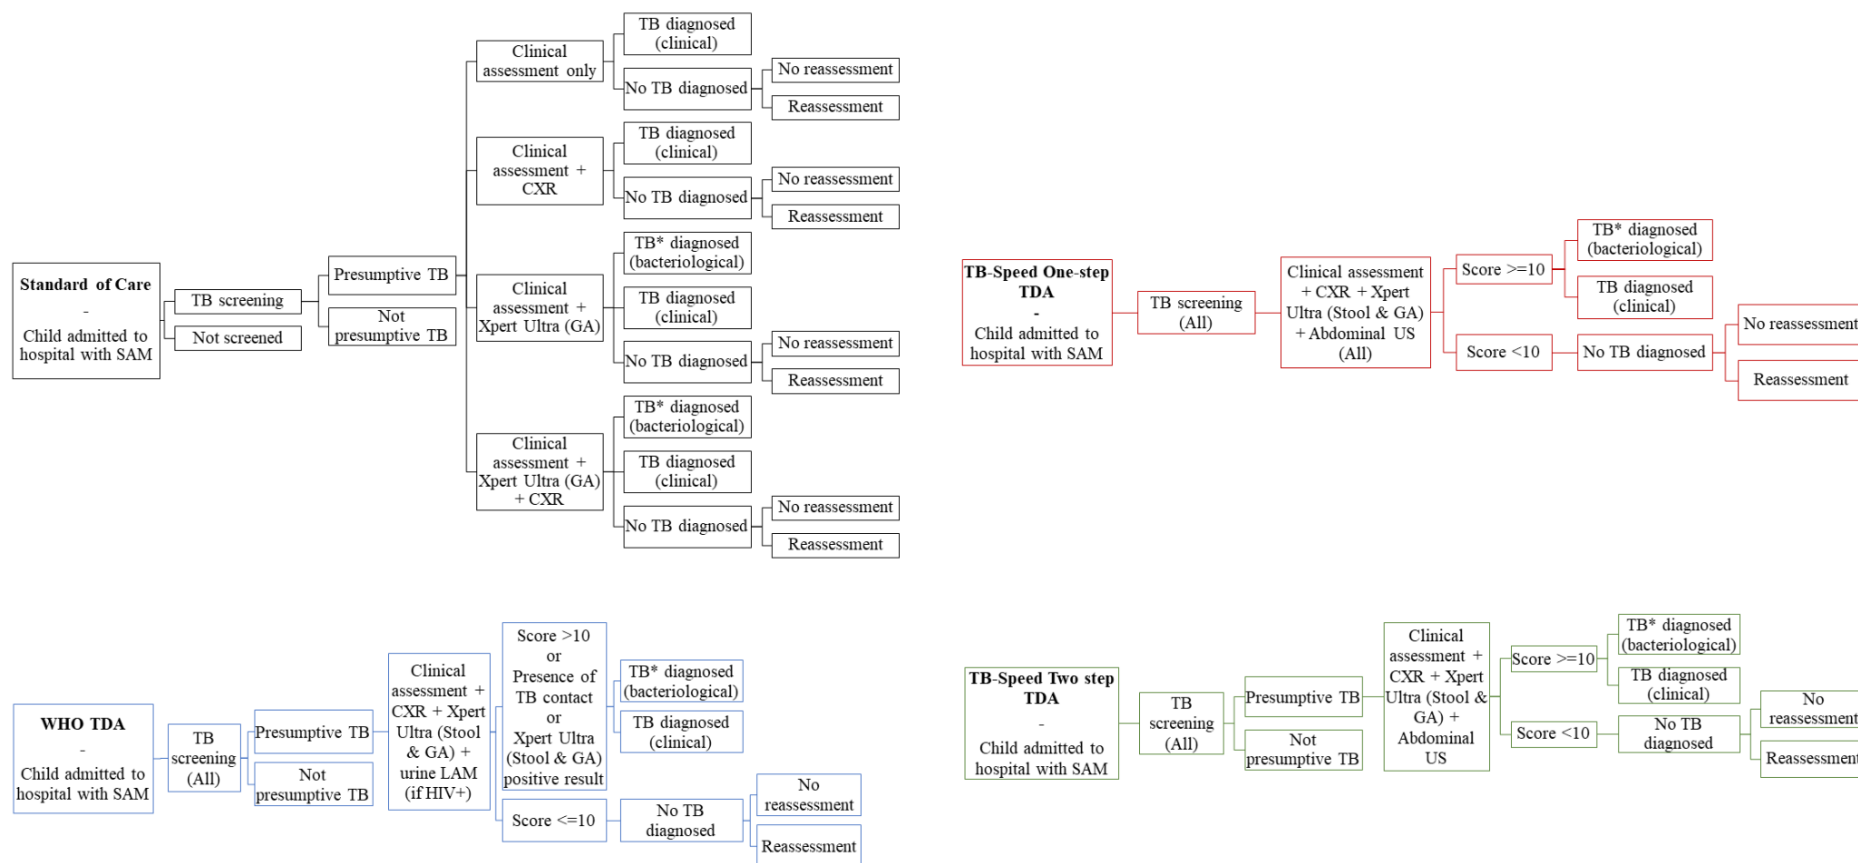 Standard of Care
-
Child admitted to
hospital with SAM
TB screening
Not screened
Presumptive TB
Not
presumptive TB
Clinical
assessment only
TB diagnosed
(clinical)
No TB diagnosed
No reassessment
Reassessment
Clinical
assessment +
CXR
TB diagnosed
(clinical)
No TB diagnosed
No reassessment
Reassessment
Clinical
assessment +
Xpert Ultra (GA)
TB* diagnosed
(bacteriological)
TB diagnosed
(clinical)
No TB diagnosed
No reassessment
Reassessment
Clinical
assessment +
Xpert Ultra (GA)
+ CXR
TB* diagnosed
(bacteriological)
TB diagnosed
(clinical)
No TB diagnosed
No reassessment
Reassessment
TB-Speed One-step
TDA
-
Child admitted to
hospital with SAM
TB screening
(All)
Clinical assessment
+ CXR + Xpert
Ultra (Stool & GA)
+ Abdominal US
(All)
Score >=10
TB* diagnosed
(bacteriological)
TB diagnosed
(clinical)
Score <10
No TB diagnosed
No reassessment
Reassessment
WHO TDA
-
Child admitted to
hospital with SAM
TB
screening
(All)
Presumptive TB
Not
presumptive TB
Clinical
assessment +
CXR + Xpert
Ultra (Stool
& GA) +
urine LAM
(if HIV+)
Score >10
or
Presence of
TB contact
or
Xpert Ultra
(Stool & GA)
positive result
TB* diagnosed
(bacteriological)
TB diagnosed
(clinical)
Score <=10
No TB
diagnosed
No
reassessment
Reassessment
TB-Speed Two step
TDA
-
Child admitted to
hospital with SAM
TB
screening
(All)
Presumptive TB
Not
presumptive TB
Clinical
assessment +
CXR + Xpert
Ultra (Stool &
GA) +
Abdominal
US
Score >=10
TB* diagnosed
(bacteriological)
TB diagnosed
(clinical)
Score <10
No TB
diagnosed
No
reassessment
Reassessment